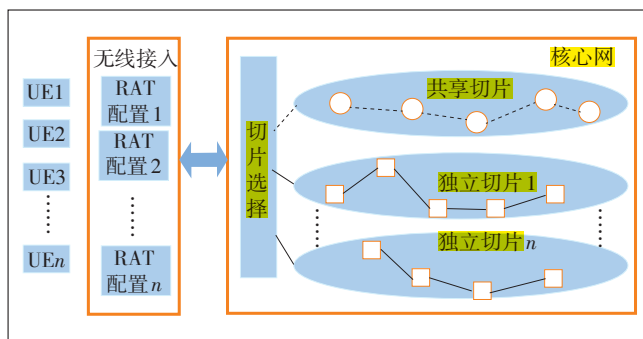 无线接入
UE1
UE2
UE3
UEn
RAT
配置1
RAT
配置2
RAT
配置n
核心网
切片选择
共享切片
独立切片1
独立切片n